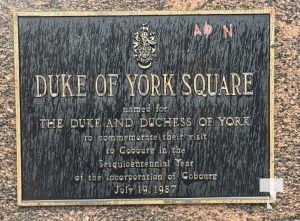 AD N
DUKE OF YORK SQUARE
named for
THE DUKE AND DUCHESS OF YORK
to commemorate their visit
to Cobourg in the
Sesquicentennial Year
of the incorporation of Cobourg
July 19, 1987